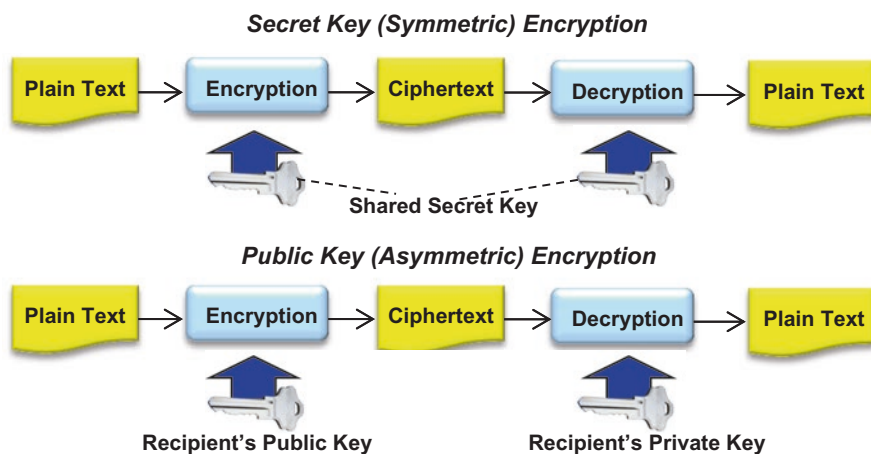 Secret Key (Symmetric) Encryption
Plain Text
Encryption
Ciphertext
Decryption
Plain Text
Shared Secret Key
Public Key (Asymmetric) Encryption
Plain Text
Encryption
Ciphertext
Decryption
Plain Text
Recipient's Public Key
Recipient's Private Key